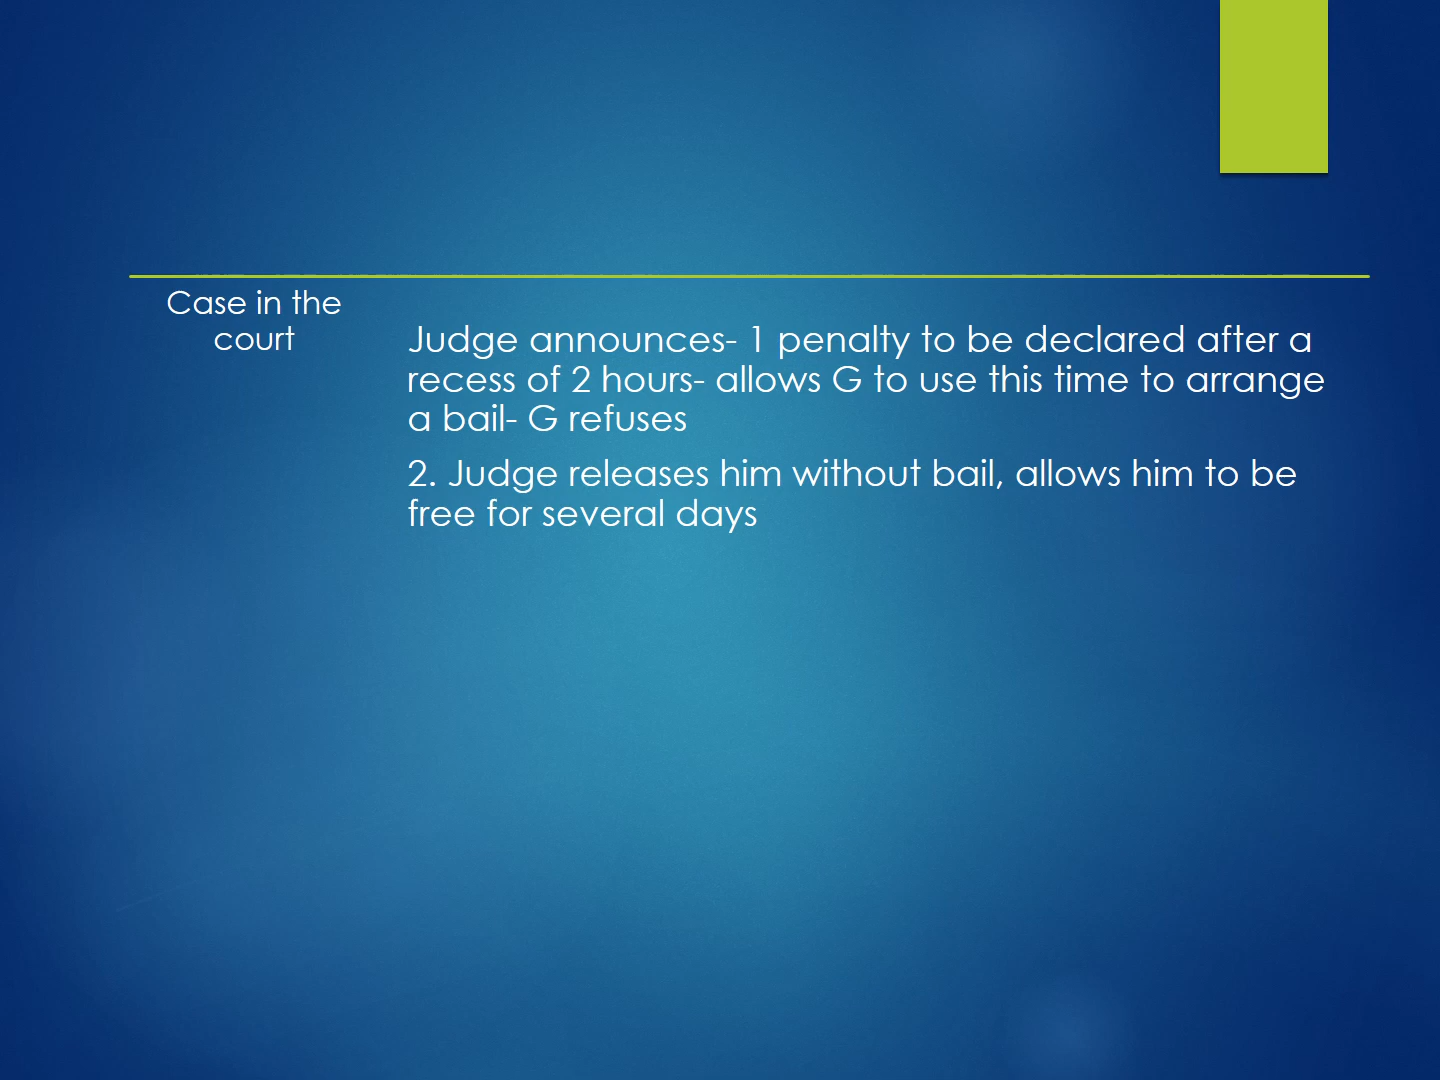 Case in the
court
Judge announces- 1 penalty to be declared after a
recess of 2 hours- allows G to use this time to arrange
a bail- G refuses
2. Judge releases him without bail, allows him to be
free for several days